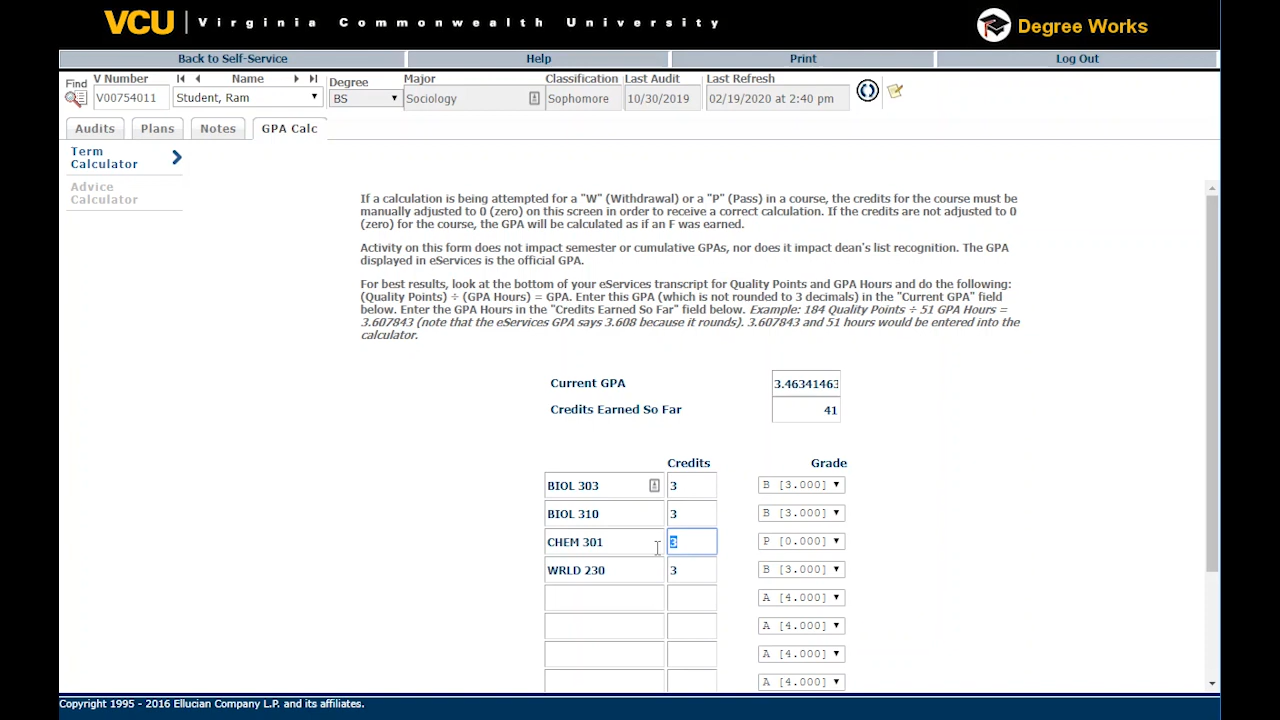 VCU | Virginia Commonwealth University
Degree Works
Back to Self-Service Help Print Log Out
Find V Number Name Degree Major Classification Last Audit Last Refresh
V00754011 Student, Ram BS Sociology Sophomore 10/30/2019 02/19/2020 at 2:40 pm
Audits Plans Notes GPA Calc
Term
Calculator
Advice
Calculator
If a calculation is being attempted for a "W" (Withdrawal) or a "P" (Pass) in a course, the credits for the course must be
manually adjusted to 0 (zero) on this screen in order to receive a correct calculation. If the credits are not adjusted to 0
(zero) for the course, the GPA will be calculated as if an F was earned.
Activity on this form does not impact semester or cumulative GPAs, nor does it impact dean's list recognition. The GPA
displayed in eServices is the official GPA.
For best results, look at the bottom of your eServices transcript for Quality Points and GPA Hours and do the following:
(Quality Points) ÷ (GPA Hours) = GPA. Enter this GPA (which is not rounded to 3 decimals) in the "Current GPA" field
below. Enter the GPA Hours in the "Credits Earned So Far" field below. Example: 184 Quality Points ÷ 51 GPA Hours =
3.607843 (note that the eServices GPA says 3.608 because it rounds). 3.607843 and 51 hours would be entered into the
calculator.
Current GPA 3.46341463
Credits Earned So Far 41
Credits Grade
BIOL 303 3 B [3.000]
BIOL 310 3 B [3.000]
CHEM 301 3 P [0.000]
WRLD 230 3 B [3.000]
A [4.000]
A [4.000]
A [4.000]
A [4.000]
Copyright 1995 - 2016 Ellucian Company L.P. and its affiliates.